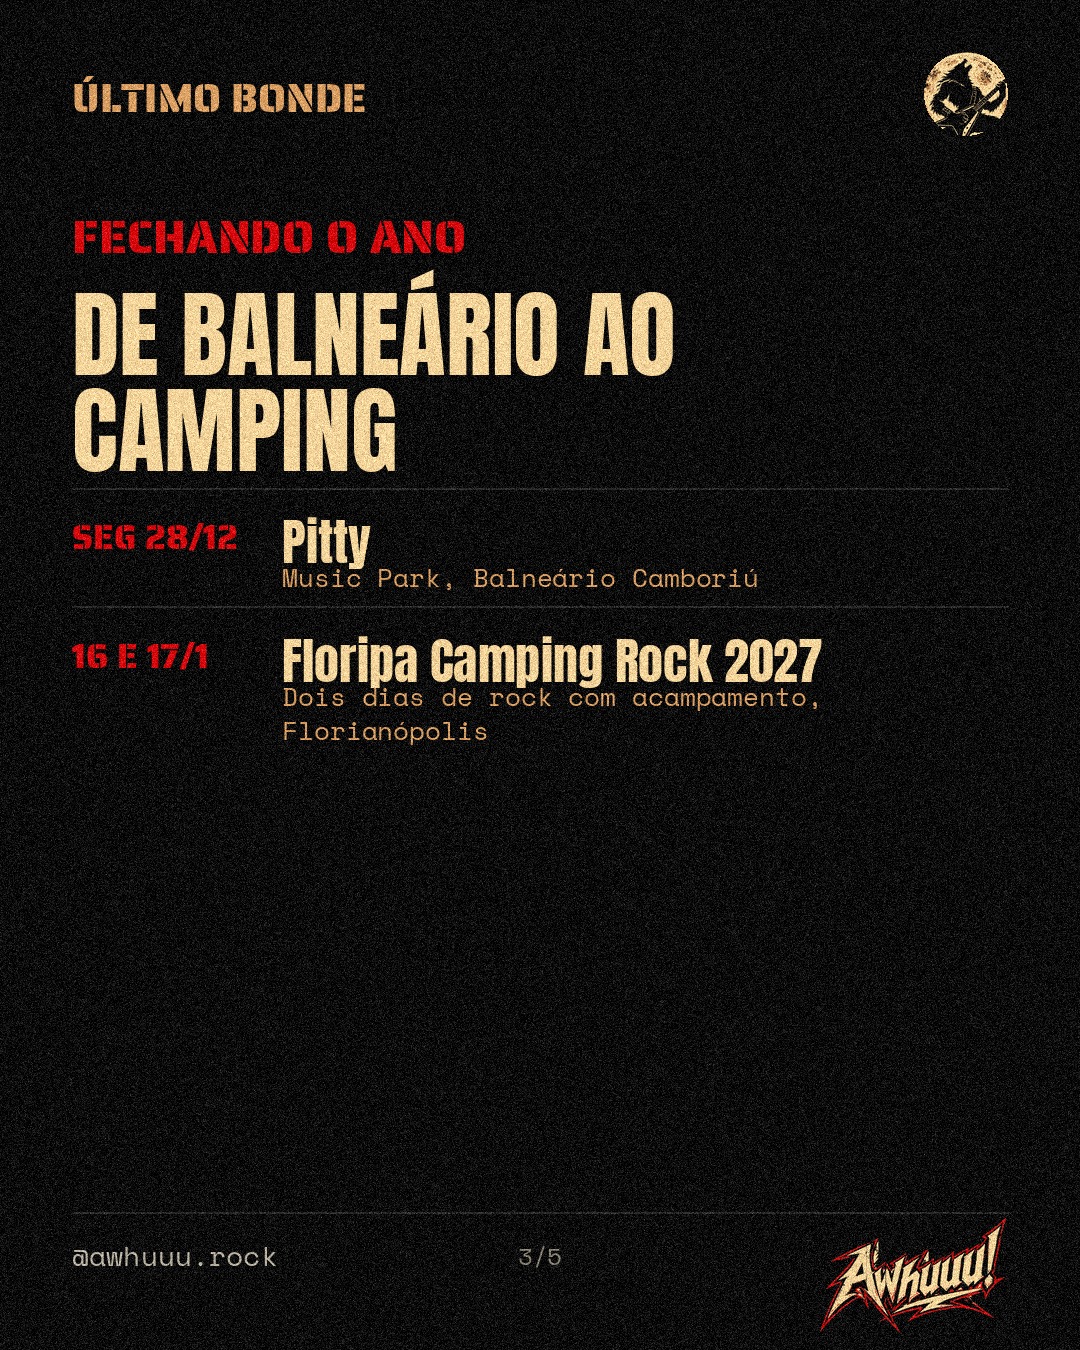 ÚLTIMO BONDE
FECHANDO O ANO
DE BALNEÁRIO AO
CAMPING
SEG 28/12
Pitty
Music Park, Balneário Camboriú
16 E 17/1
Floripa Camping Rock 2027
Dois dias de rock com acampamento,
Florianópolis
@awhuuu.rock
3/5
Awhuuu!